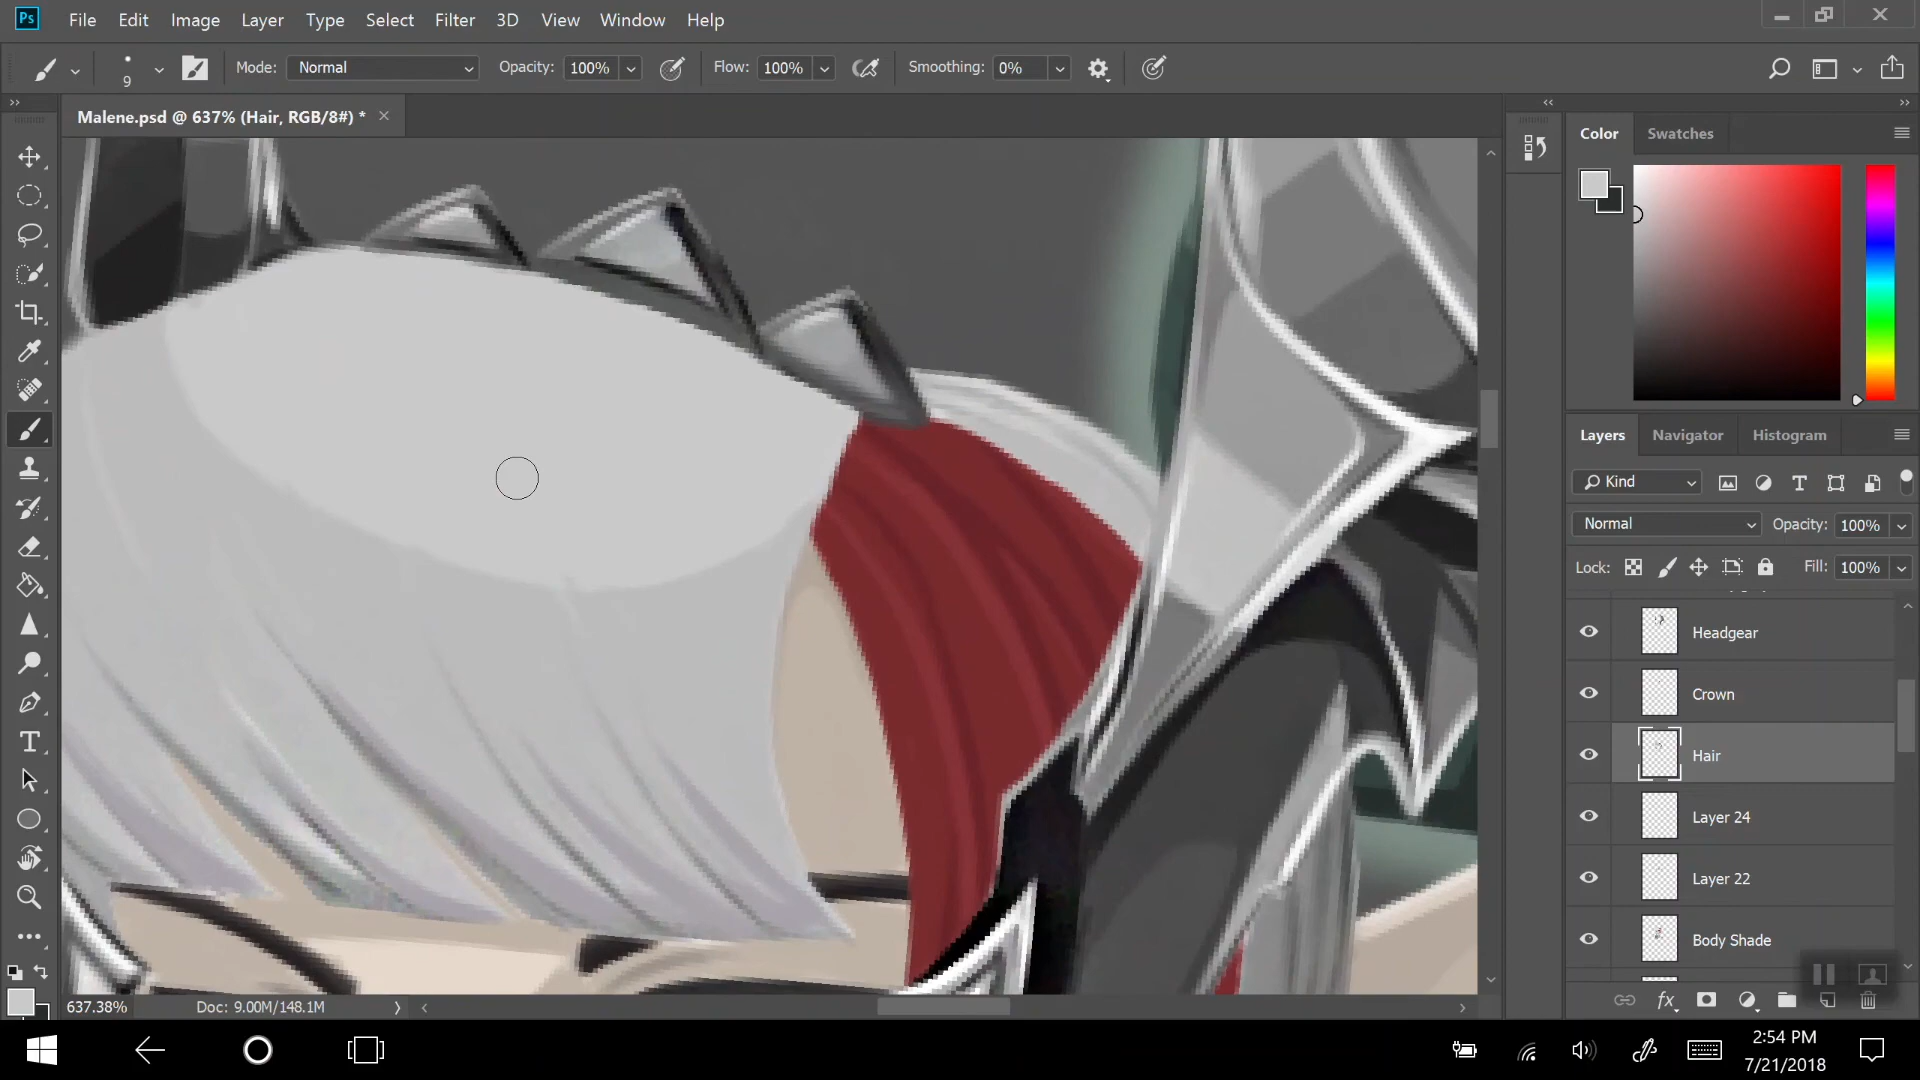 Ps File Edit Image Layer Type Select Filter 3D View Window Help
9 Mode: Normal Opacity: 100% Flow: 100% Smoothing: 0%
Malene.psd @ 637% (Hair, RGB/8#) *
Color Swatches
Layers Navigator Histogram
Kind
Normal Opacity: 100%
Lock: Fill: 100%
Headgear
Crown
Hair
Layer 24
Layer 22
Body Shade
fx
637.38% Doc: 9.00M/148.1M
2:54 PM
7/21/2018